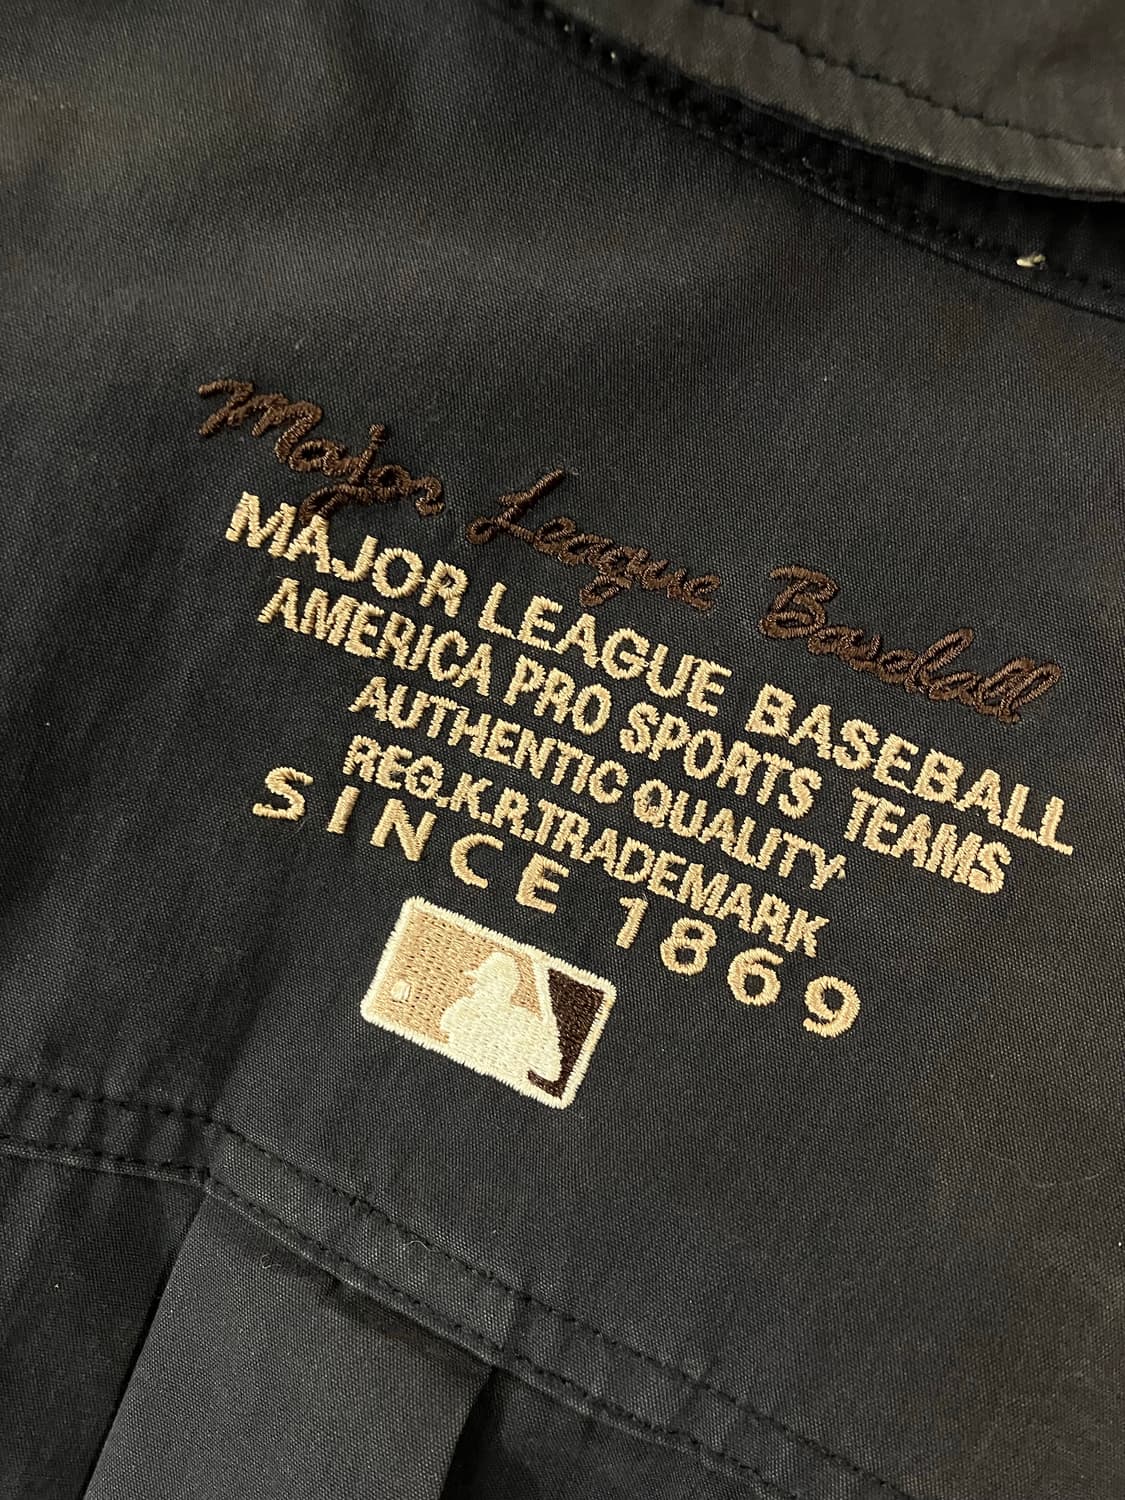 Major League Baseball
MAJOR LEAGUE BASEBALL
AMERICA PRO SPORTS TEAMS
AUTHENTIC QUALITY
REG.K.R.TRADEMARK
SINCE 1869